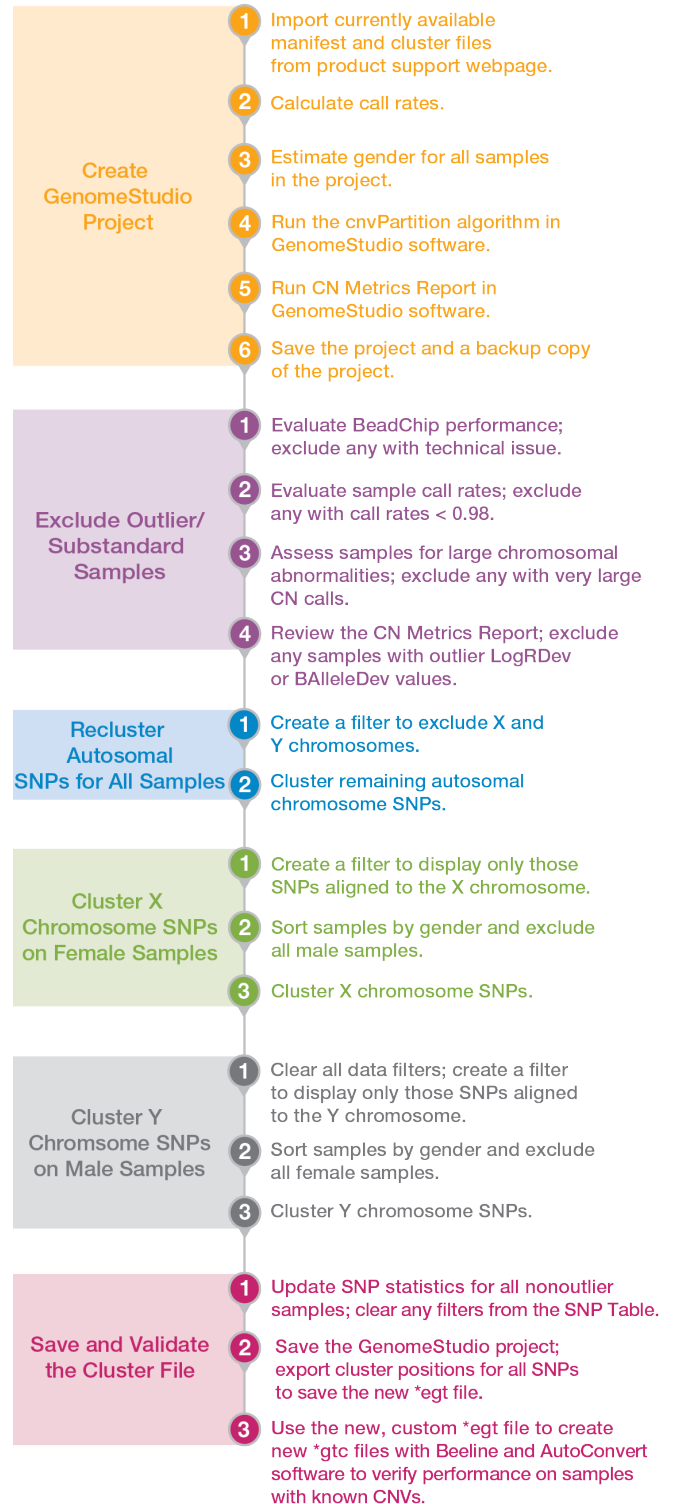 Create
GenomeStudio
Project
1
Import currently available
manifest and cluster files
from product support webpage.
2
Calculate call rates.
3
Estimate gender for all samples
in the project.
4
Run the cnvPartition algorithm in
GenomeStudio software.
5
Run CN Metrics Report in
GenomeStudio software.
6
Save the project and a backup copy
of the project.
Exclude Outlier/
Substandard
Samples
1
Evaluate BeadChip performance;
exclude any with technical issue.
2
Evaluate sample call rates; exclude
any with call rates < 0.98.
3
Assess samples for large chromosomal
abnormalities; exclude any with very large
CN calls.
4
Review the CN Metrics Report; exclude
any samples with outlier LogRDev
or BAlleleDev values.
Recluster
Autosomal
SNPs for All Samples
1
Create a filter to exclude X and
Y chromosomes.
2
Cluster remaining autosomal
chromosome SNPs.
Cluster X
Chromosome SNPs
on Female Samples
1
Create a filter to display only those
SNPs aligned to the X chromosome.
2
Sort samples by gender and exclude
all male samples.
3
Cluster X chromosome SNPs.
Cluster Y
Chromsome SNPs
on Male Samples
1
Clear all data filters; create a filter
to display only those SNPs aligned
to the Y chromosome.
2
Sort samples by gender and exclude
all female samples.
3
Cluster Y chromosome SNPs.
Save and Validate
the Cluster File
1
Update SNP statistics for all nonoutlier
samples; clear any filters from the SNP Table.
2
Save the GenomeStudio project;
export cluster positions for all SNPs
to save the new *egt file.
3
Use the new, custom *egt file to create
new *gtc files with Beeline and AutoConvert
software to verify performance on samples
with known CNVs.